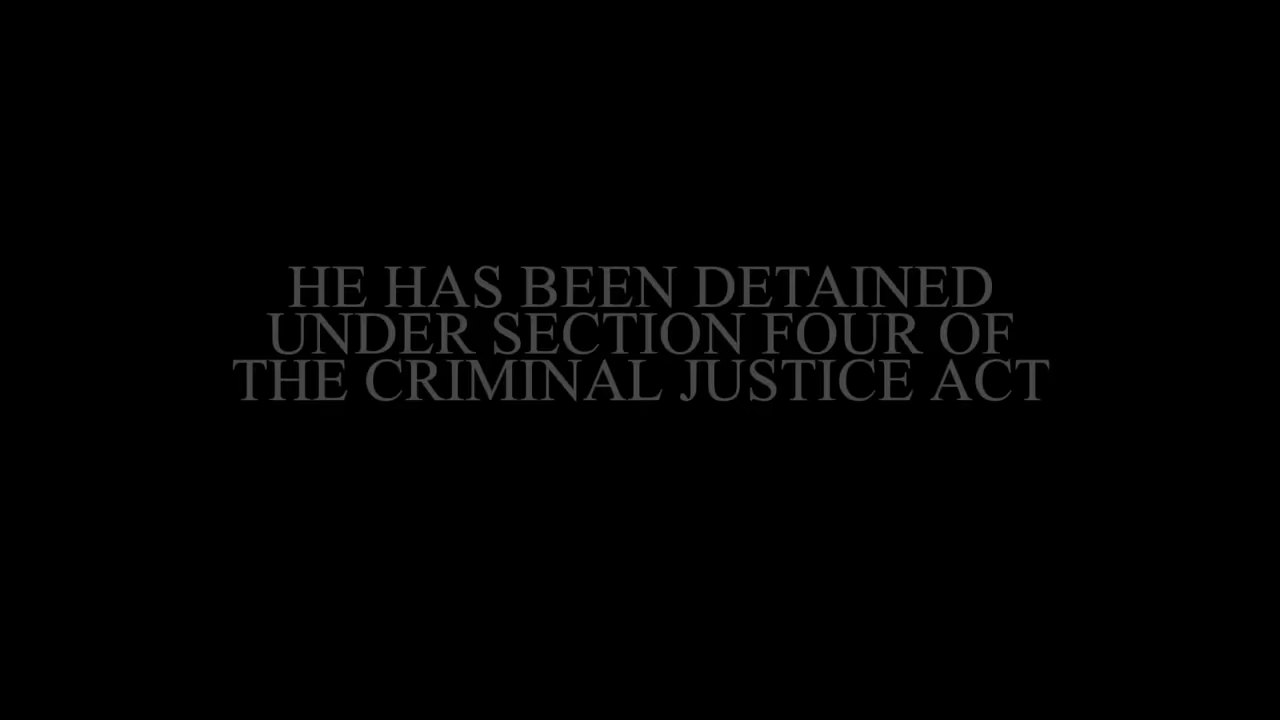 HE HAS BEEN DETAINED
UNDER SECTION FOUR OF
THE CRIMINAL JUSTICE ACT